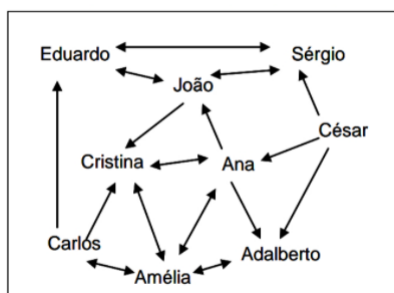 Eduardo
Sérgio
João
César
Cristina
Ana
Carlos
Adalberto
Amélia